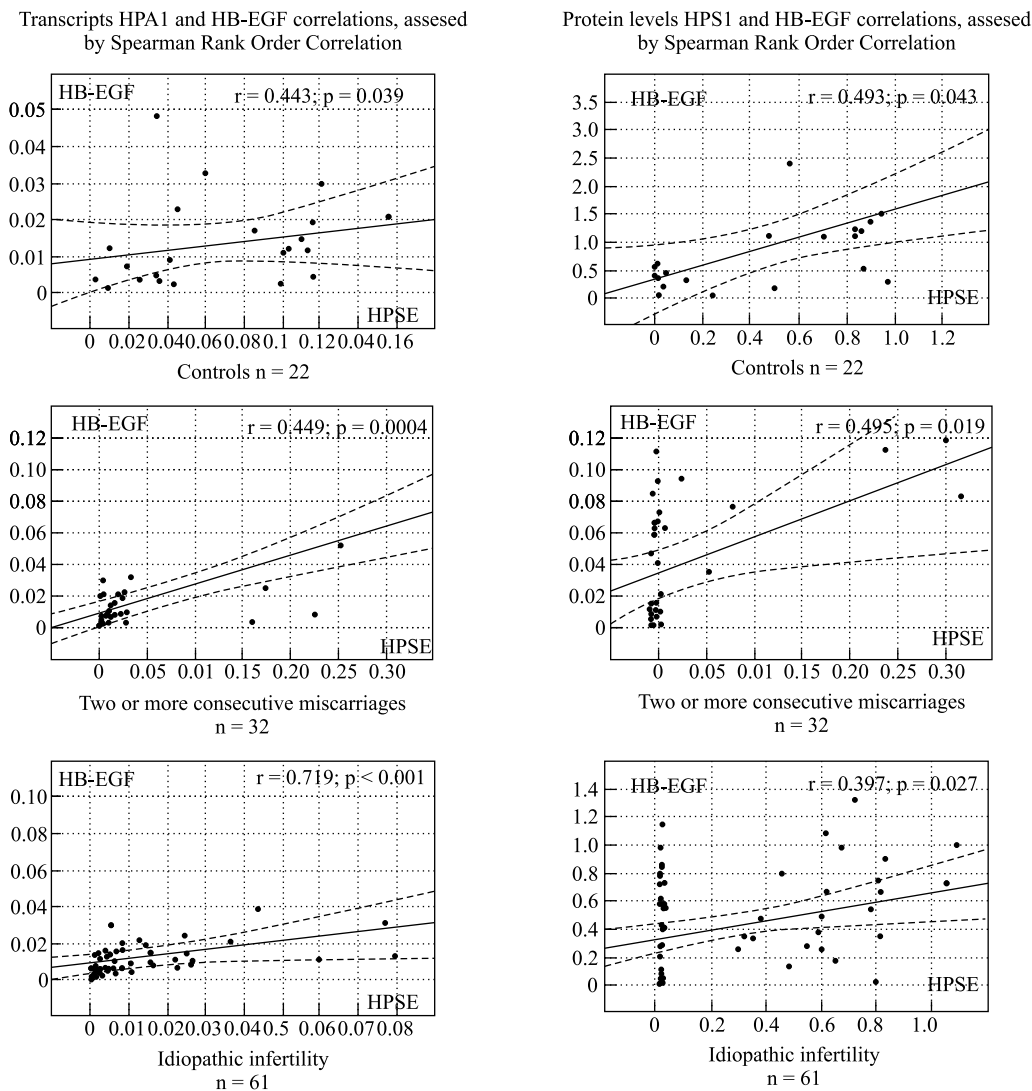 Transcripts HPA1 and HB-EGF correlations, assesed
by Spearman Rank Order Correlation
HB-EGF
r = 0.443; p = 0.039
0.05
0.04
0.03
0.02
0.01
0
HPSE
0 0.02 0.04 0.06 0.08 0.1 0.12 0.14 0.16
Controls n = 22
Protein levels HPS1 and HB-EGF correlations, assesed
by Spearman Rank Order Correlation
HB-EGF
r = 0.493; p = 0.043
3.5
3.0
2.5
2.0
1.5
1.0
0.5
0
HPSE
0 0.2 0.4 0.6 0.8 1.0 1.2
Controls n = 22
HB-EGF
r = 0.449; p = 0.0004
0.12
0.10
0.08
0.06
0.04
0.02
0
HPSE
0 0.05 0.10 0.15 0.20 0.25 0.30
Two or more consecutive miscarriages
n = 32
HB-EGF
r = 0.495; p = 0.019
0.12
0.10
0.08
0.06
0.04
0.02
0
HPSE
0 0.05 0.10 0.15 0.20 0.25 0.30
Two or more consecutive miscarriages
n = 32
HB-EGF
r = 0.719; p < 0.001
0.10
0.08
0.06
0.04
0.02
0
HPSE
0 0.01 0.02 0.03 0.04 0.05 0.06 0.07 0.08
Idiopathic infertility
n = 61
HB-EGF
r = 0.397; p = 0.027
1.4
1.2
1.0
0.8
0.6
0.4
0.2
0
HPSE
0 0.2 0.4 0.6 0.8 1.0
Idiopathic infertility
n = 61